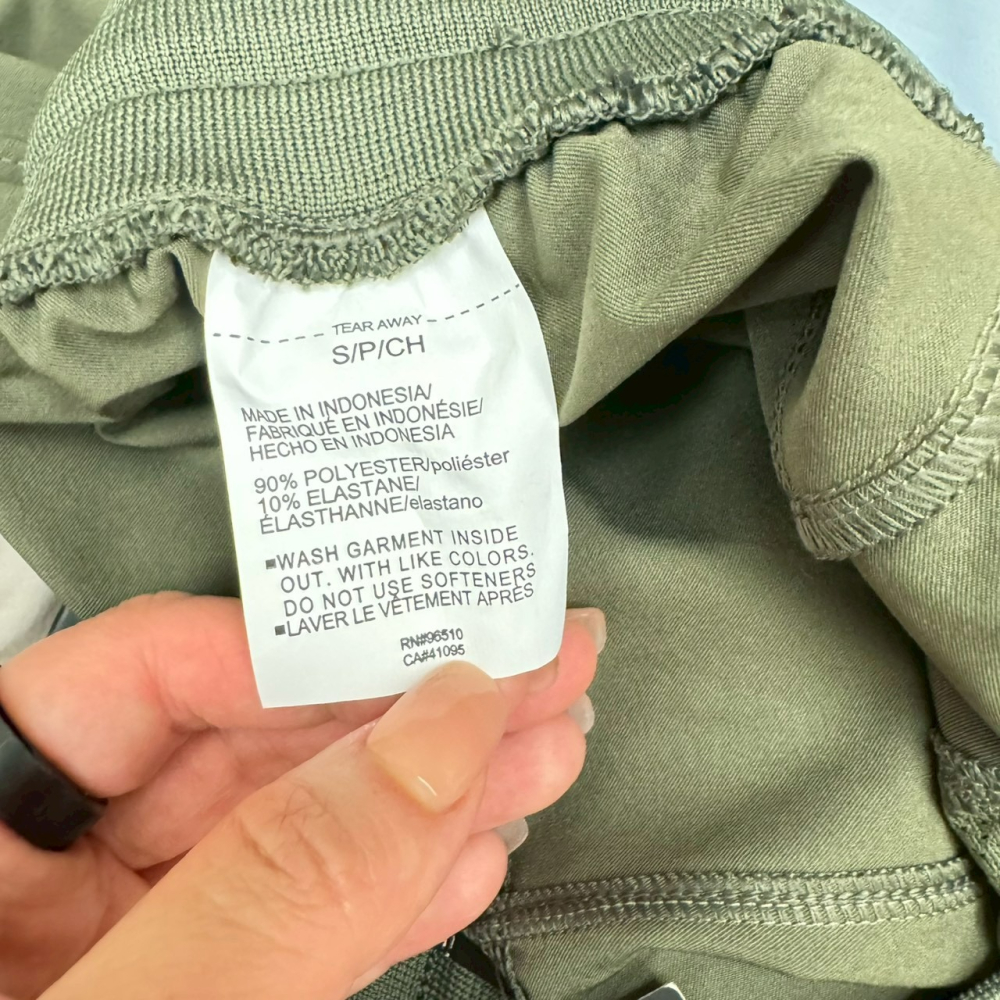 TEAR AWAY
S/P/CH
MADE IN INDONESIA/
FABRIQUÉ EN INDONÉSIE/
HECHO EN INDONESIA
90% POLYESTER/poliéster
10% ELASTANE/
ÉLASTHANNE/elastano
▪WASH GARMENT INSIDE
OUT. WITH LIKE COLORS.
DO NOT USE SOFTENERS
▪LAVER LE VÊTEMENT APRÈS
RN#96510
CA#41095